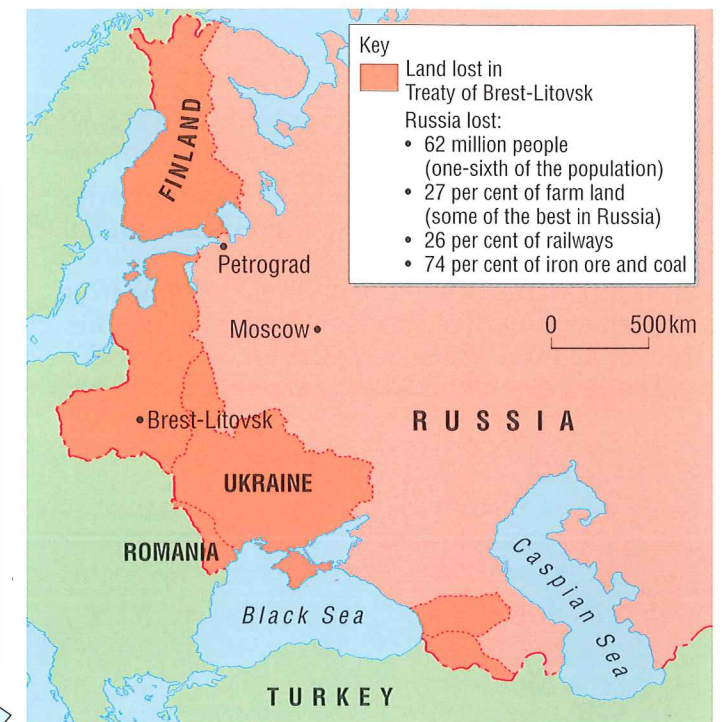 Key
Land lost in
Treaty of Brest-Litovsk
Russia lost:
• 62 million people
(one-sixth of the population)
• 27 per cent of farm land
(some of the best in Russia)
• 26 per cent of railways
• 74 per cent of iron ore and coal
FINLAND
Petrograd
Moscow
0 500km
Brest-Litovsk
RUSSIA
UKRAINE
ROMANIA
Caspian Sea
Black Sea
TURKEY